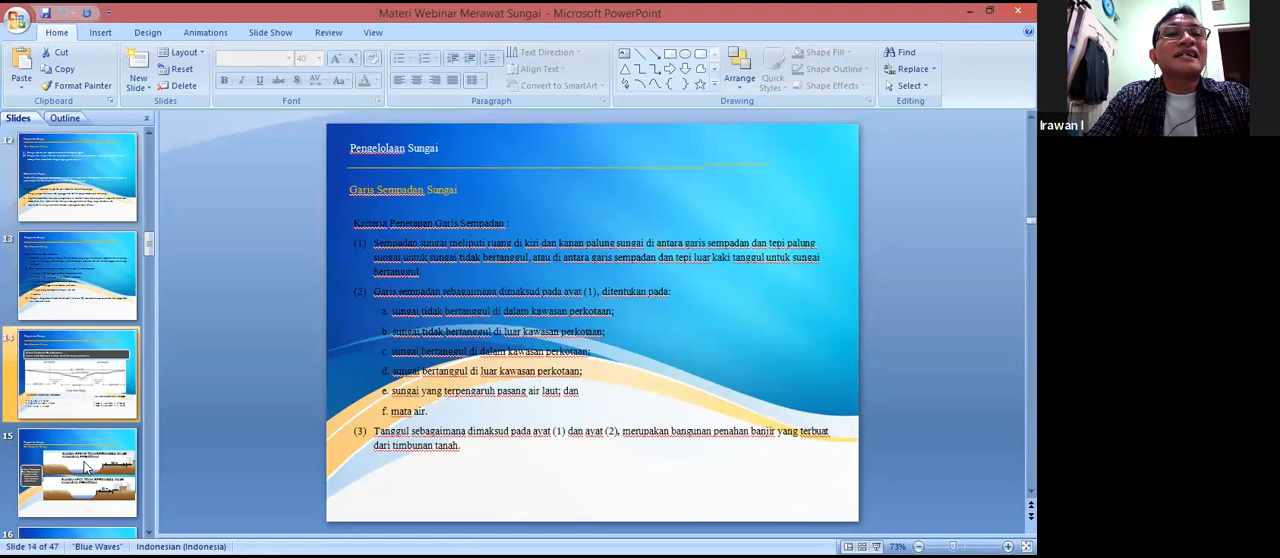 Materi Webinar Merawat Sungai - Microsoft PowerPoint
Home Insert Design Animations Slide Show Review View
Paste
Cut
Copy
Format Painter
Clipboard
New Slide
Layout
Reset
Delete
Slides
40
Font
Text Direction
Align Text
Convert to SmartArt
Paragraph
Arrange
Quick Styles
Shape Fill
Shape Outline
Shape Effects
Drawing
Find
Replace
Select
Editing
Irawan I
Slides Outline
12
13
14
15
16
Pengelolaan Sungai
Garis Sempadan Sungai
Kriteria Penetapan Garis Sempadan :
(1) Sempadan sungai meliputi ruang di kiri dan kanan palung sungai di antara garis sempadan dan tepi palung
sungai untuk sungai tidak bertanggul, atau di antara garis sempadan dan tepi luar kaki tanggul untuk sungai
bertanggul.
(2) Garis sempadan sebagaimana dimaksud pada ayat (1), ditentukan pada:
a. sungai tidak bertanggul di dalam kawasan perkotaan;
b. sungai tidak bertanggul di luar kawasan perkotaan;
c. sungai bertanggul di dalam kawasan perkotaan;
d. sungai bertanggul di luar kawasan perkotaan;
e. sungai yang terpengaruh pasang air laut; dan
f. mata air.
(3) Tanggul sebagaimana dimaksud pada ayat (1) dan ayat (2), merupakan bangunan penahan banjir yang terbuat
dari timbunan tanah.
Slide 14 of 47 "Blue Waves" Indonesian (Indonesia) 73%